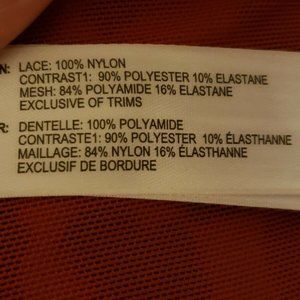 N: LACE: 100% NYLON
CONTRAST1: 90% POLYESTER 10% ELASTANE
MESH: 84% POLYAMIDE 16% ELASTANE
EXCLUSIVE OF TRIMS
R: DENTELLE: 100% POLYAMIDE
CONTRASTE1: 90% POLYESTER 10% ÉLASTHANNE
MAILLAGE: 84% NYLON 16% ÉLASTHANNE
EXCLUSIF DE BORDURE